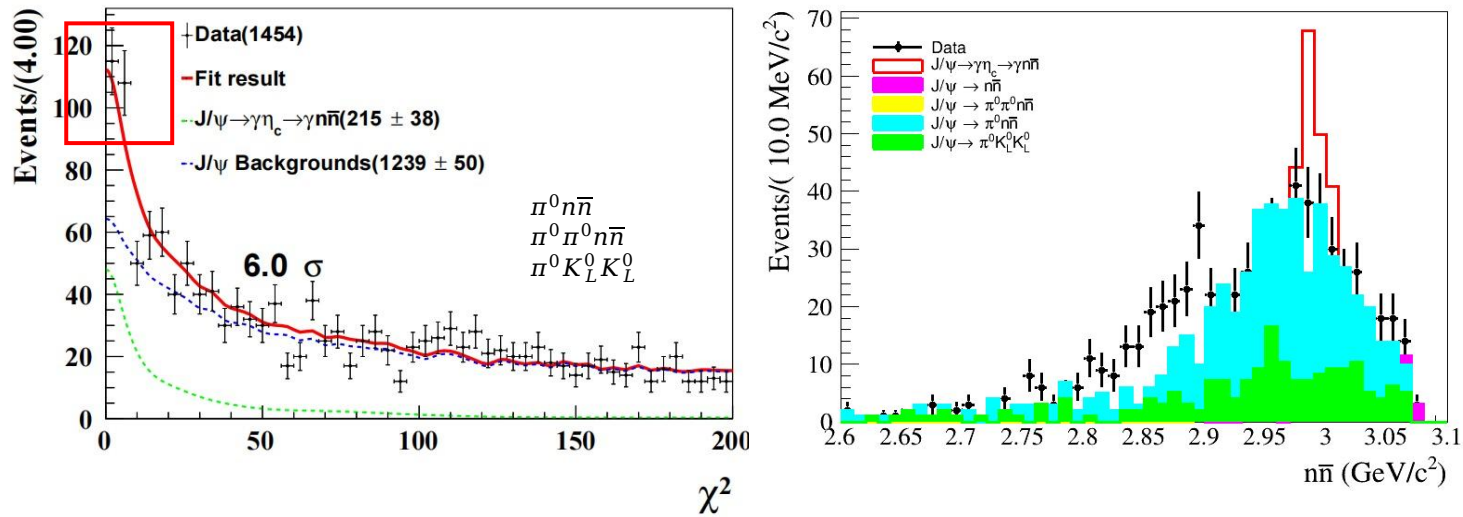 Events/(4.00)
120
100
80
60
40
20
0
Data(1454)
Fit result
J/ψ→γη_c→γnn̅(215 ± 38)
J/ψ Backgrounds(1239 ± 50)
6.0 σ
π⁰nn̅
π⁰π⁰nn̅
π⁰K_L⁰K_L⁰
0 50 100 150 200
χ²
Events/( 10.0 MeV/c²)
70
60
50
40
30
20
10
0
Data
J/ψ→γη_c→γnn̅
J/ψ → nn̅
J/ψ → π⁰π⁰nn̅
J/ψ → π⁰nn̅
J/ψ→ π⁰K_L⁰K_L⁰
2.6 2.65 2.7 2.75 2.8 2.85 2.9 2.95 3 3.05 3.1
nn̅ (GeV/c²)